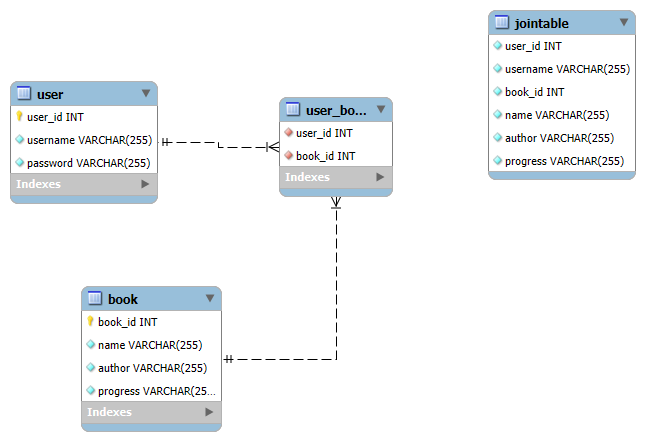 user
user_id INT
username VARCHAR(255)
password VARCHAR(255)
Indexes
user_bo...
user_id INT
book_id INT
Indexes
jointable
user_id INT
username VARCHAR(255)
book_id INT
name VARCHAR(255)
author VARCHAR(255)
progress VARCHAR(255)
book
book_id INT
name VARCHAR(255)
author VARCHAR(255)
progress VARCHAR(25...
Indexes